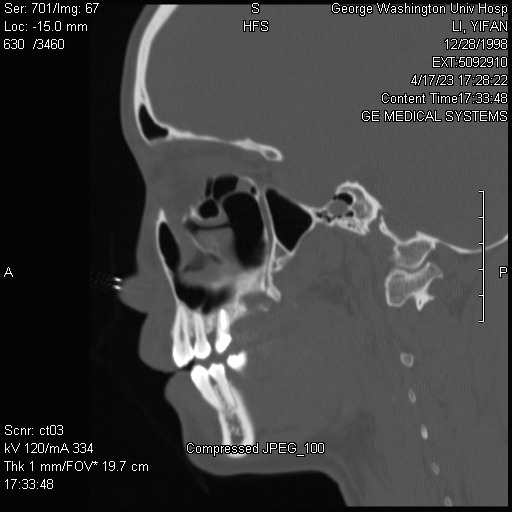 Ser: 701/Img: 67
Loc: -15.0 mm
630 /3460
S
HFS
George Washington Univ Hosp
LI, YIFAN
12/28/1998
EXT:5092910
4/17/23 17:28:22
Content Time17:33:48
GE MEDICAL SYSTEMS
A
P
Scnr: ct03
kV 120/mA 334
Thk 1 mm/FOV* 19.7 cm
17:33:48
Compressed JPEG_100